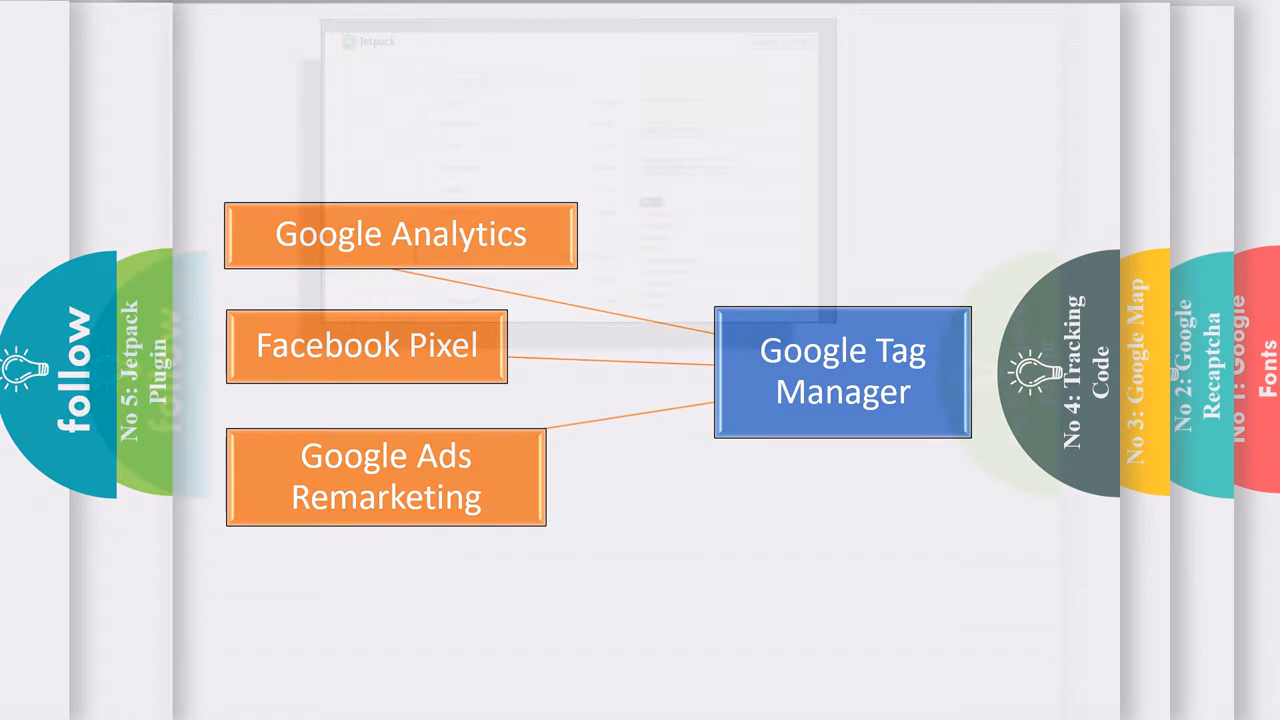 Jetpack
Google Analytics
Facebook Pixel
Google Ads
Remarketing
Google Tag
Manager
follow
No 5: Jetpack
Plugin
No 4: Tracking
Code
No 3: Google Map
No 2: Google
Recaptcha
No 1: Google
Fonts